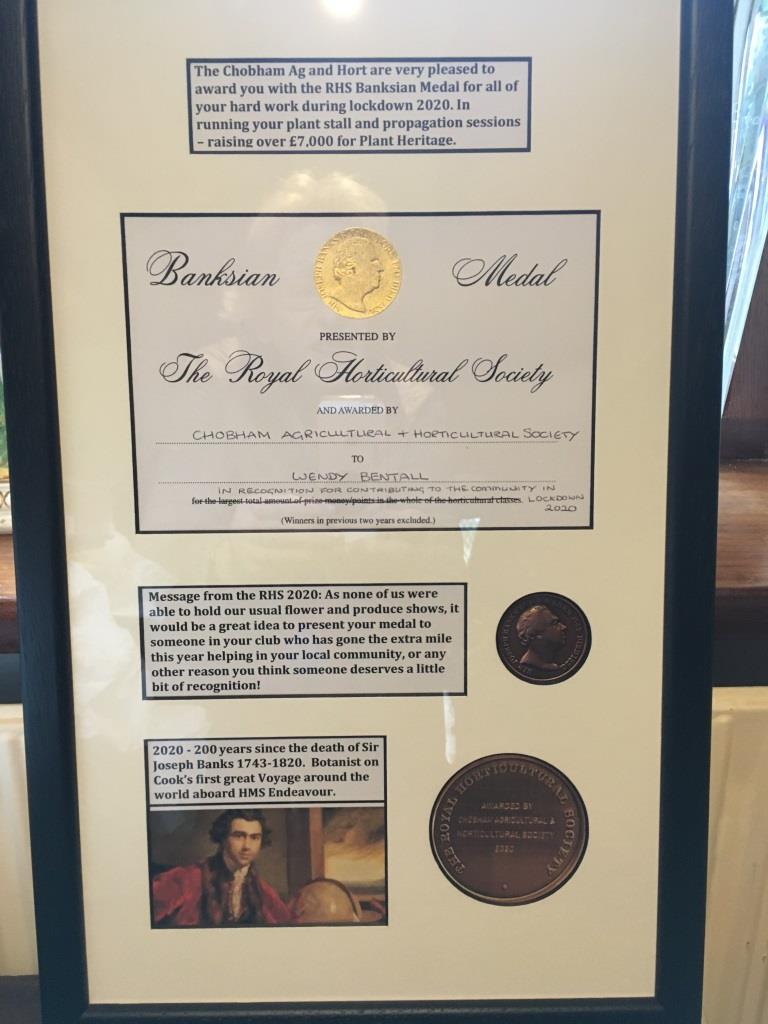 The Chobham Ag and Hort are very pleased to
award you with the RHS Banksian Medal for all of
your hard work during lockdown 2020. In
running your plant stall and propagation sessions
– raising over £7,000 for Plant Heritage.
Banksian Medal
PRESENTED BY
The Royal Horticultural Society
AND AWARDED BY
CHOBHAM AGRICULTURAL + HORTICULTURAL SOCIETY
TO
WENDY BENTALL
IN RECOGNITION FOR CONTRIBUTING TO THE COMMUNITY IN
for the largest total amount of prize money/points in the whole of the horticultural classes. LOCKDOWN
2020
(Winners in previous two years excluded.)
Message from the RHS 2020: As none of us were
able to hold our usual flower and produce shows, it
would be a great idea to present your medal to
someone in your club who has gone the extra mile
this year helping in your local community, or any
other reason you think someone deserves a little
bit of recognition!
2020 - 200 years since the death of Sir
Joseph Banks 1743-1820. Botanist on
Cook's first great Voyage around the
world aboard HMS Endeavour.
THE ROYAL HORTICULTURAL SOCIETY
AWARDED BY
CHOBHAM AGRICULTURAL &
HORTICULTURAL SOCIETY
2020